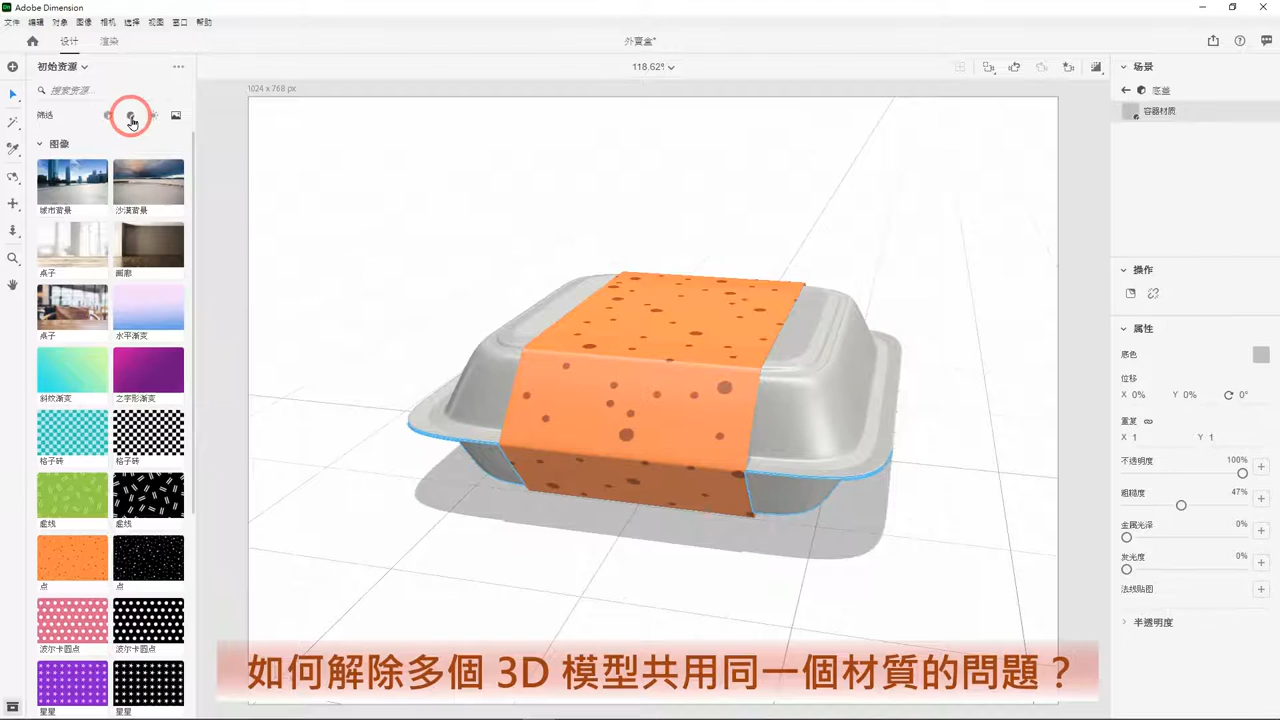 Dn Adobe Dimension
文件 编辑 对象 图像 相机 选择 视图 窗口 帮助
设计 渲染
外賣盒*
初始资源
118.62%
场景
搜索资源...
1024 x 768 px
底盖
筛选
容器材质
图像
城市背景 沙漠背景
桌子 画廊
桌子 水平渐变
斜纹渐变 之字形渐变
格子砖 格子砖
虚线 虚线
点 点
波尔卡圆点 波尔卡圆点
星星 星星
操作
属性
底色
位移
X 0% Y 0% 0°
重复
X 1 Y 1
不透明度 100%
粗糙度 47%
金属光泽 0%
发光度 0%
法线贴图
半透明度
如何解除多個 3D 模型共用同一個材質的問題？